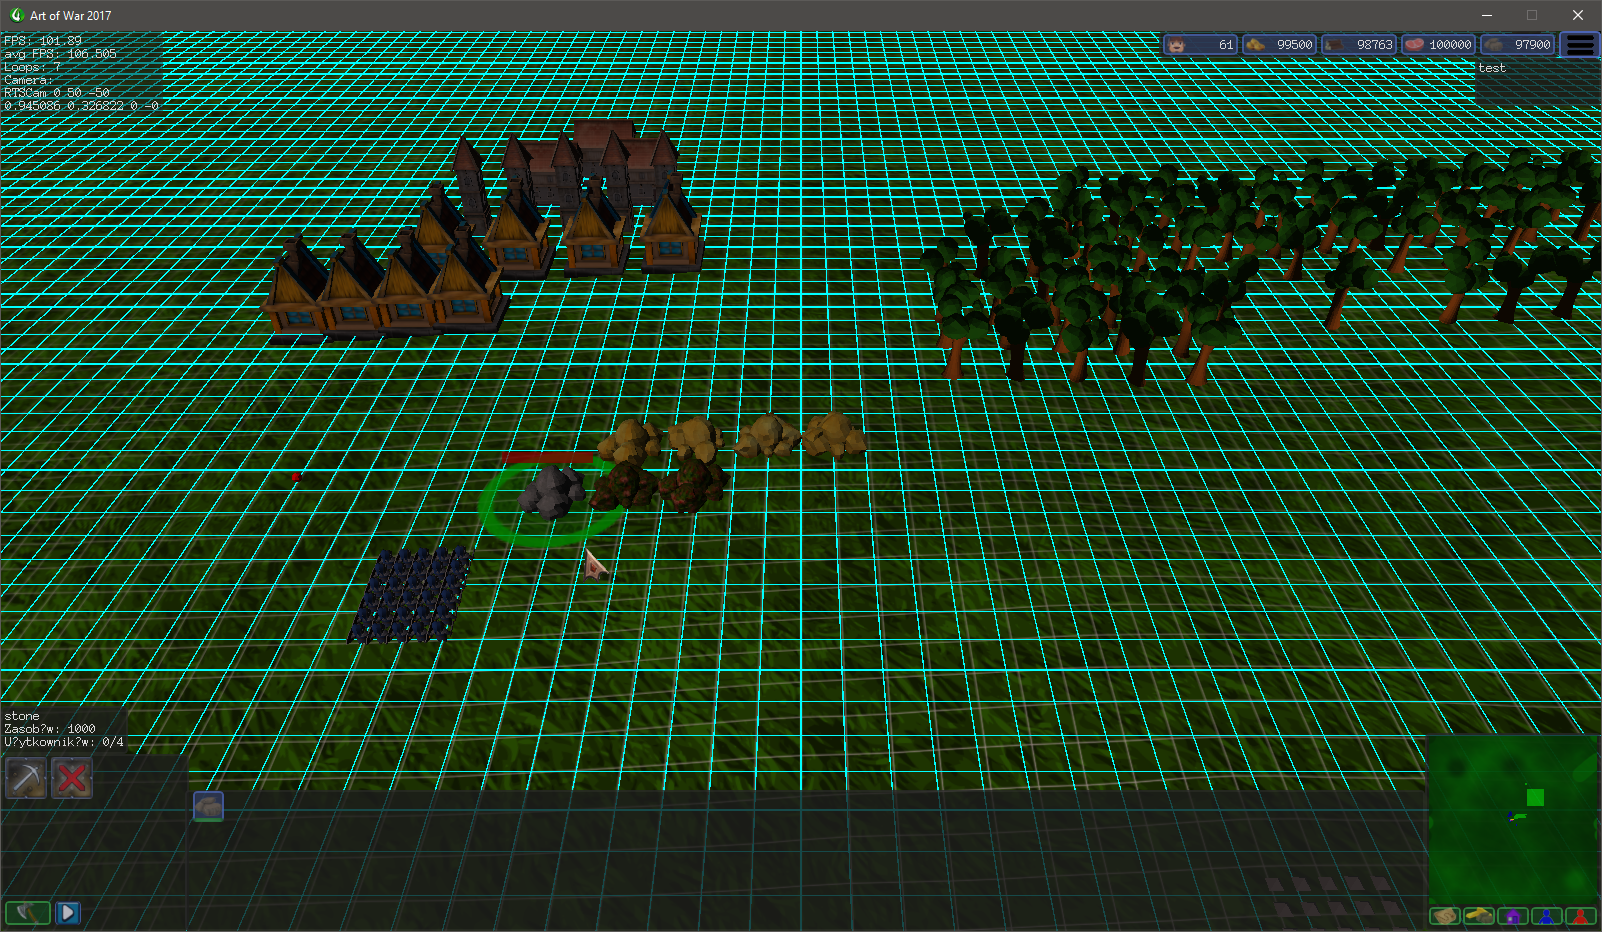 Art of War 2017
FPS: 101.89
avg FPS: 106.505
Loops: 7
Camera:
RTSCam 0 50 -50
0.945086 0.326822 0 -0
61 99500 98763 100000 97900
test
stone
Zasob?w: 1000
U?ytkownik?w: 0/4